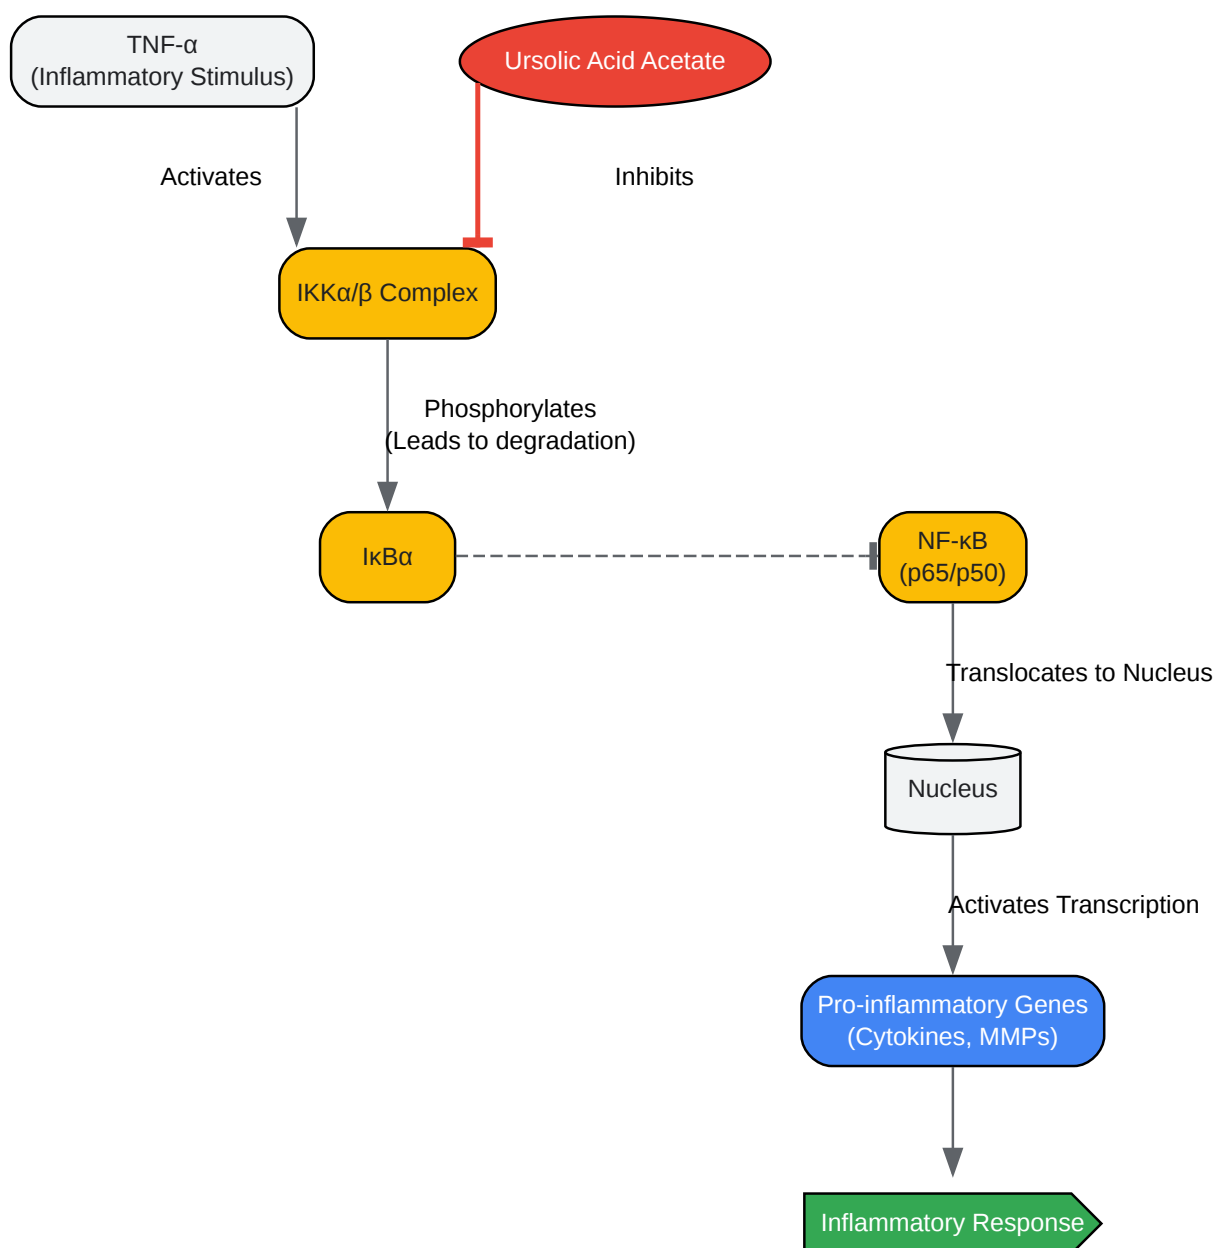 TNF-α
(Inflammatory Stimulus)
Ursolic Acid Acetate
Activates
Inhibits
IKKα/β Complex
Phosphorylates
(Leads to degradation)
IκBα
NF-κB
(p65/p50)
Translocates to Nucleus
Nucleus
Activates Transcription
Pro-inflammatory Genes
(Cytokines, MMPs)
Inflammatory Response